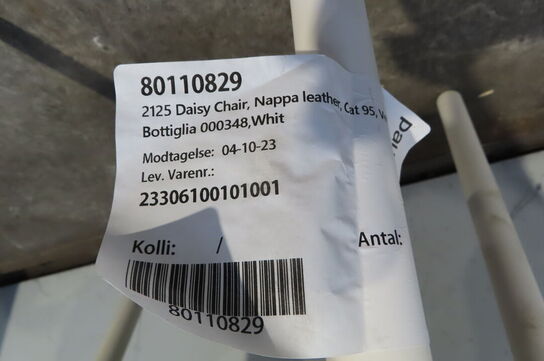 80110829
2125 Daisy Chair, Nappa leather, Cat 95,
Bottiglia 000348,Whit
Modtagelse: 04-10-23
Lev. Varenr.:
23306100101001
Kolli: / Antal:
80110829